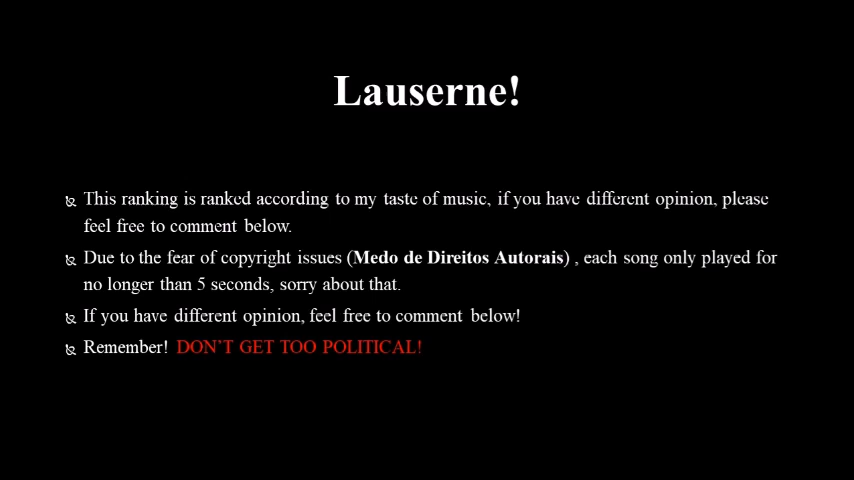 Lauserne!
This ranking is ranked according to my taste of music, if you have different opinion, please
feel free to comment below.
Due to the fear of copyright issues (Medo de Direitos Autorais) , each song only played for
no longer than 5 seconds, sorry about that.
If you have different opinion, feel free to comment below!
Remember! DON’T GET TOO POLITICAL!